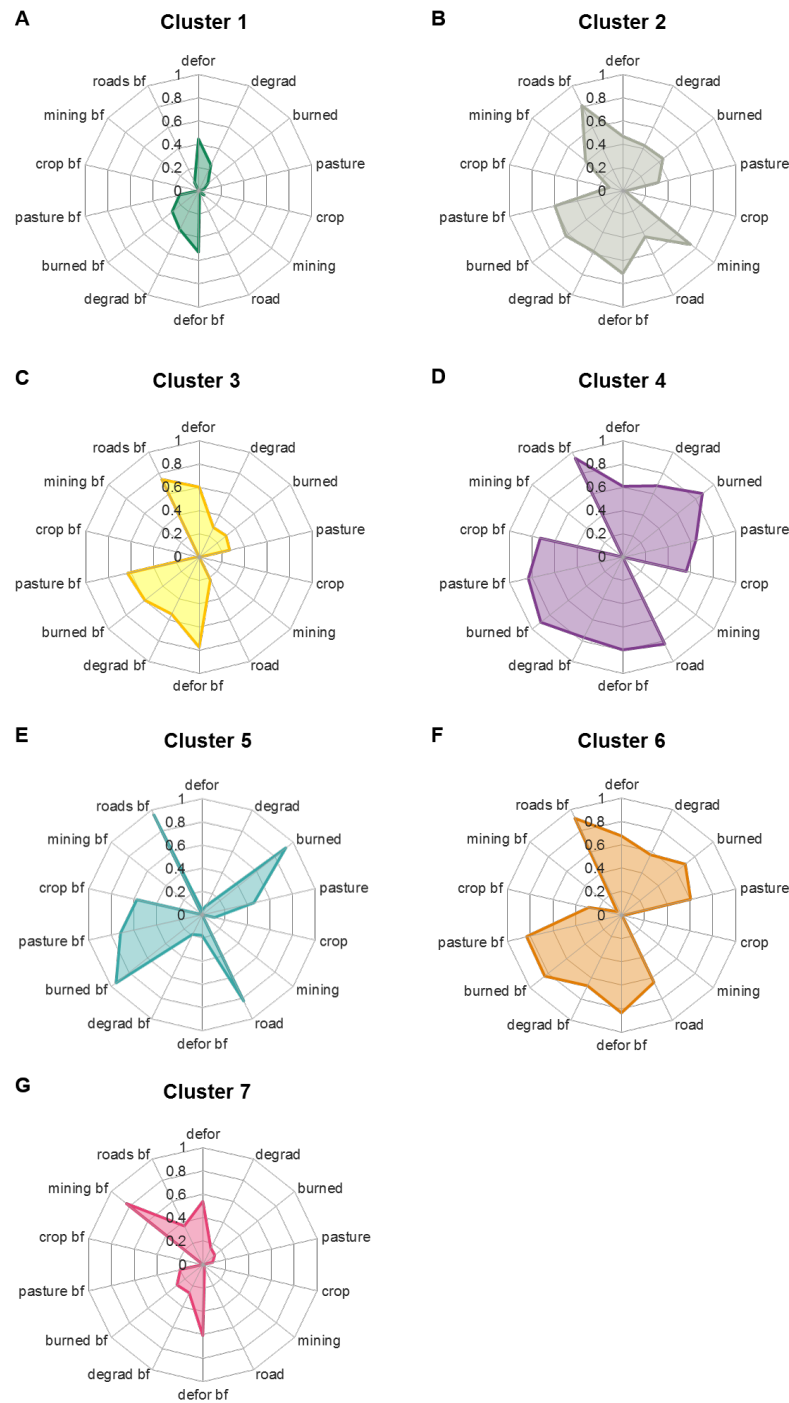 A
Cluster 1
defor
degrad
burned
pasture
crop
mining
road
defor bf
degrad bf
burned bf
pasture bf
crop bf
mining bf
roads bf
1
0.8
0.6
0.4
0.2
0
B
Cluster 2
defor
degrad
burned
pasture
crop
mining
road
defor bf
degrad bf
burned bf
pasture bf
crop bf
mining bf
roads bf
1
0.8
0.6
0.4
0.2
0
C
Cluster 3
defor
degrad
burned
pasture
crop
mining
road
defor bf
degrad bf
burned bf
pasture bf
crop bf
mining bf
roads bf
1
0.8
0.6
0.4
0.2
0
D
Cluster 4
defor
degrad
burned
pasture
crop
mining
road
defor bf
degrad bf
burned bf
pasture bf
crop bf
mining bf
roads bf
1
0.8
0.6
0.4
0.2
0
E
Cluster 5
defor
degrad
burned
pasture
crop
mining
road
defor bf
degrad bf
burned bf
pasture bf
crop bf
mining bf
roads bf
1
0.8
0.6
0.4
0.2
0
F
Cluster 6
defor
degrad
burned
pasture
crop
mining
road
defor bf
degrad bf
burned bf
pasture bf
crop bf
mining bf
roads bf
1
0.8
0.6
0.4
0.2
0
G
Cluster 7
defor
degrad
burned
pasture
crop
mining
road
defor bf
degrad bf
burned bf
pasture bf
crop bf
mining bf
roads bf
1
0.8
0.6
0.4
0.2
0